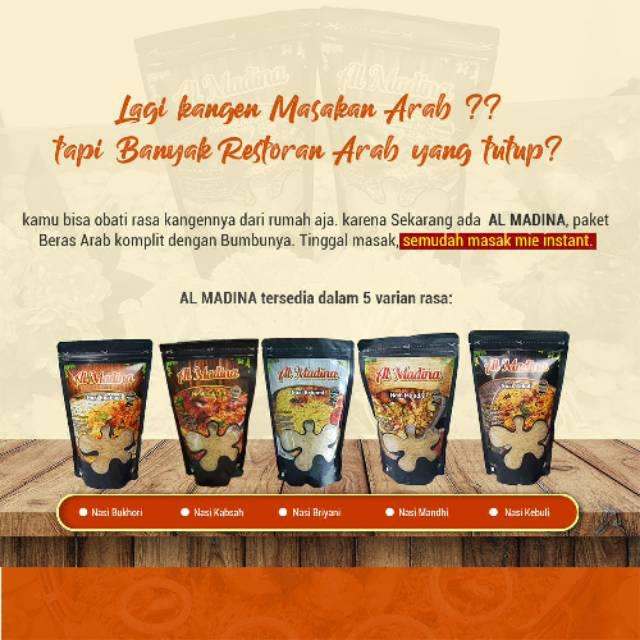 Lagi kangen Masakan Arab ??
tapi Banyak Restoran Arab yang tutup?
kamu bisa obati rasa kangennya dari rumah aja. karena Sekarang ada AL MADINA, paket
Beras Arab komplit dengan Bumbunya. Tinggal masak, semudah masak mie instant.
AL MADINA tersedia dalam 5 varian rasa:
Al Madina
Al Madina
Al Madina
Al Madina
Al Madina
Nasi Bukhori
Nasi Kabsah
Nasi Briyani
Nasi Mandhi
Nasi Kebuli